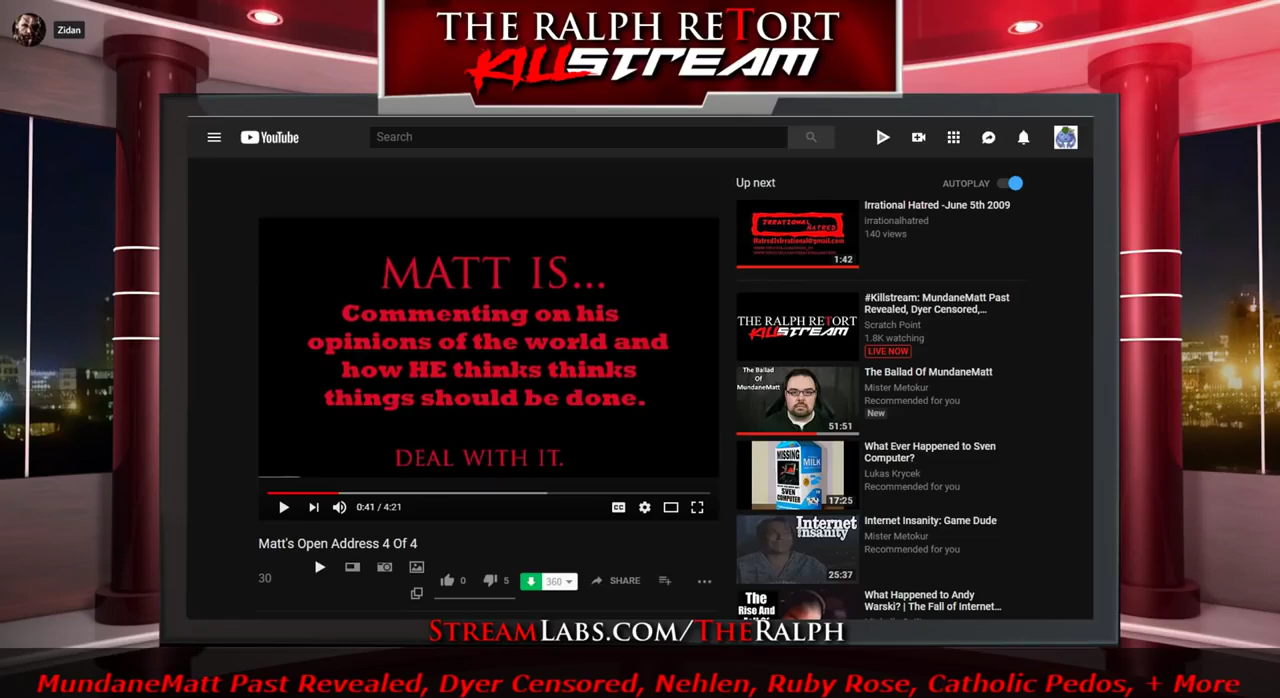 Zidan
THE RALPH RETORT
KILLSTREAM
YouTube
Search
MATT IS...
Commenting on his
opinions of the world and
how HE thinks thinks
things should be done.
DEAL WITH IT.
0:41 / 4:21
Matt's Open Address 4 Of 4
30
0
5
360
SHARE
Up next
AUTOPLAY
IRRATIONAL
HATRED
HatredIsIrrational@gmail.com
1:42
Irrational Hatred -June 5th 2009
irrationalhatred
140 views
THE RALPH RETORT
KILLSTREAM
#Killstream: MundaneMatt Past
Revealed, Dyer Censored,...
Scratch Point
1.8K watching
LIVE NOW
The Ballad
Of
MundaneMatt
51:51
The Ballad Of MundaneMatt
Mister Metokur
Recommended for you
New
MISSING
MILK
SVEN
COMPUTER
17:25
What Ever Happened to Sven
Computer?
Lukas Krycek
Recommended for you
Internet
Insanity
25:37
Internet Insanity: Game Dude
Mister Metokur
Recommended for you
The
Rise And
What Happened to Andy
Warski? | The Fall of Internet...
STREAMLABS.COM/THERALPH
MundaneMatt Past Revealed, Dyer Censored, Nehlen, Ruby Rose, Catholic Pedos, + More